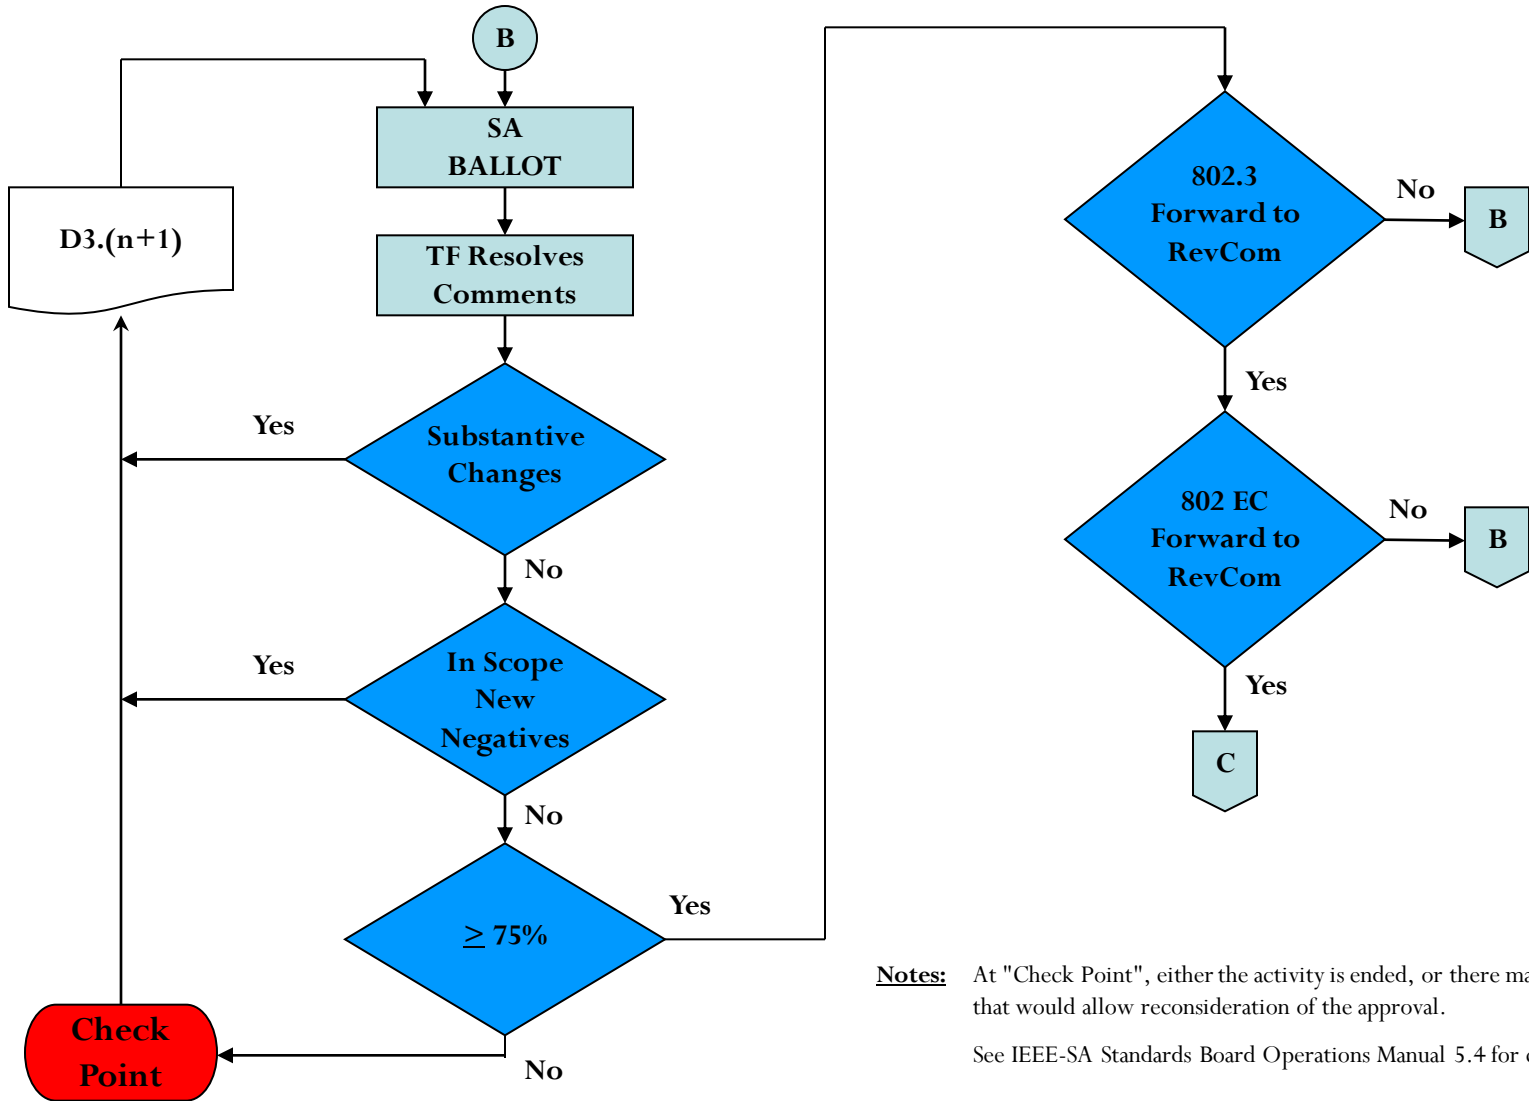 B
SA
BALLOT
D3.(n+1)
TF Resolves
Comments
Yes
Substantive
Changes
No
Yes
In Scope
New
Negatives
No
≥ 75%
Yes
Check
Point
No
802.3
Forward to
RevCom
No
B
Yes
802 EC
Forward to
RevCom
No
B
Yes
C
Notes: At "Check Point", either the activity is ended, or there
that would allow reconsideration of the approval.
See IEEE-SA Standards Board Operations Manual 5.4 for